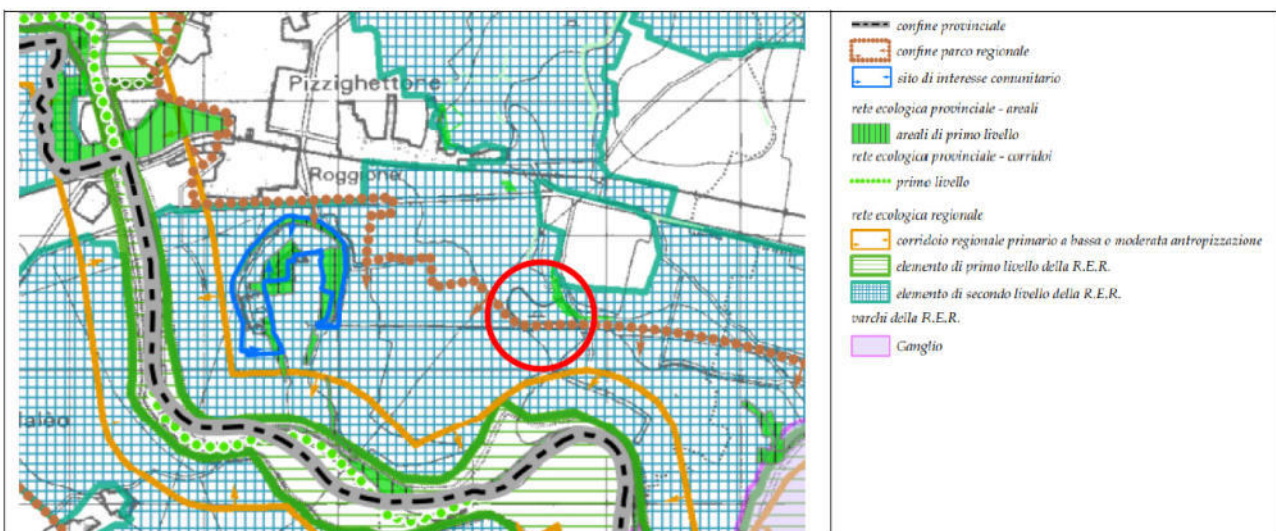 Pizzighettone
Roggione
alèo
confine provinciale
confine parco regionale
sito di interesse comunitario
rete ecologica provinciale - areali
areali di primo livello
rete ecologica provinciale - corridoi
primo livello
rete ecologica regionale
corridoio regionale primario a bassa o moderata antropizzazione
elemento di primo livello della R.E.R.
elemento di secondo livello della R.E.R.
varchi della R.E.R.
Ganglio